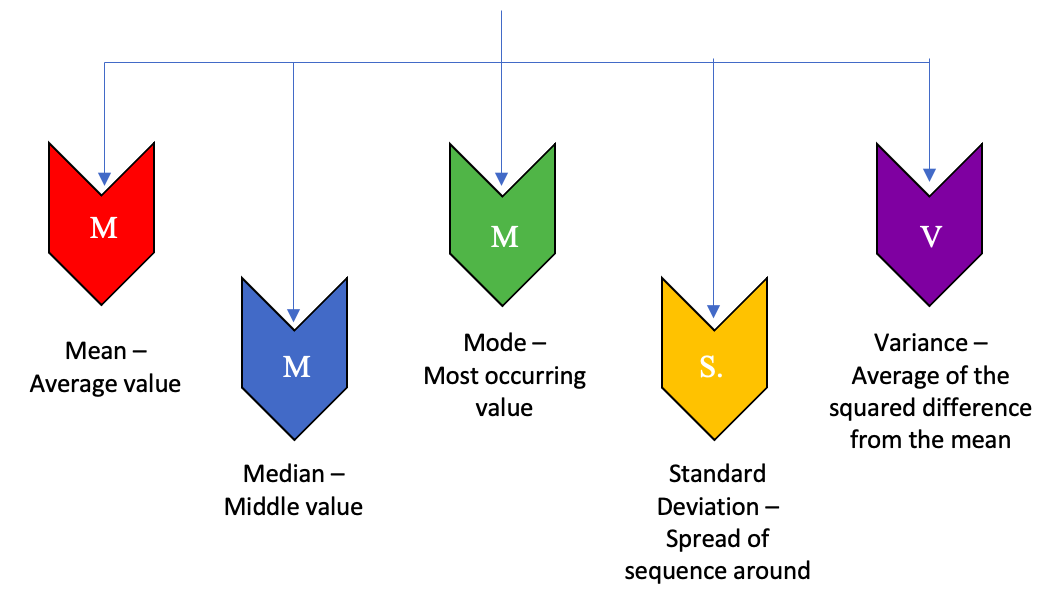 M
Mean –
Average value
M
Median –
Middle value
M
Mode –
Most occurring
value
S.
Standard
Deviation –
Spread of
sequence around
V
Variance –
Average of the
squared difference
from the mean